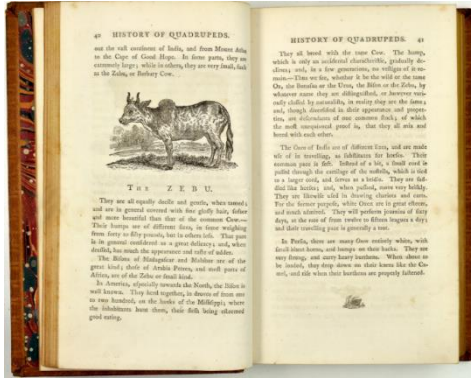 42 HISTORY OF QUADRUPEDS.
out the vast continent of India, and from Mount Atlas
to the Cape of Good Hope. In some parts, they are
extremely large; while in others, they are very small, such
as the Zebu, or Barbary Cow.
THE ZEBU.
They are all equally docile and gentle, when tamed;
and are in general covered with fine glossy hair, softer
and more beautiful than that of the common Cow.—
Their humps are of different sizes, in some weighing
from forty to fifty pounds, but in others less. That part
is in general considered as a great delicacy; and, when
dressed, has much the appearance and taste of udder.
The Bisons of Madagascar and Malabar are of the
great kind; those of Arabia Petrea, and most parts of
Africa, are of the Zebu or small kind.
In America, especially towards the North, the Bison is
well known. They herd together, in droves of from one
to two hundred, on the banks of the Missisippi; where
the inhabitants hunt them, their flesh being esteemed
good eating.
HISTORY OF QUADRUPEDS.
They all breed with the tame Cow. The hump,
which is only an accidental characteristic, gradually de-
clines; and, in a few generations, no vestiges of it re-
main.—Thus we see, whether it be the wild or the tame
Ox, the Bonasus or the Urus, the Bison or the Zebu, by
whatever name they are distinguished, or however vari-
ously classed by naturalists, in reality they are the same;
and, though diversified in their appearance and proper-
ties, are descendants of one common stock; of which
the most unequivocal proof is, that they all mix and
breed with each other.
The Oxen of India are of different sizes, and are made
use of in travelling, as substitutes for horses. Their
common pace is soft. Instead of a bit, a small cord is
passed through the cartilage of the nostrils, which is tied
to a larger cord, and serves as a bridle. They are sad-
dled like horses; and, when pushed, move very briskly.
They are likewise used in drawing chariots and carts.
For the former purpose, white Oxen are in great esteem,
and much admired. They will perform journies of sixty
days, at the rate of from twelve to fifteen leagues a day;
and their travelling pace is generally a trot.
In Persia, there are many Oxen entirely white, with
small blunt horns, and humps on their backs. They are
very strong, and carry heavy burthens. When about to
be loaded, they drop down on their knees like the Ca-
mel, and rise when their burthens are properly fastened.